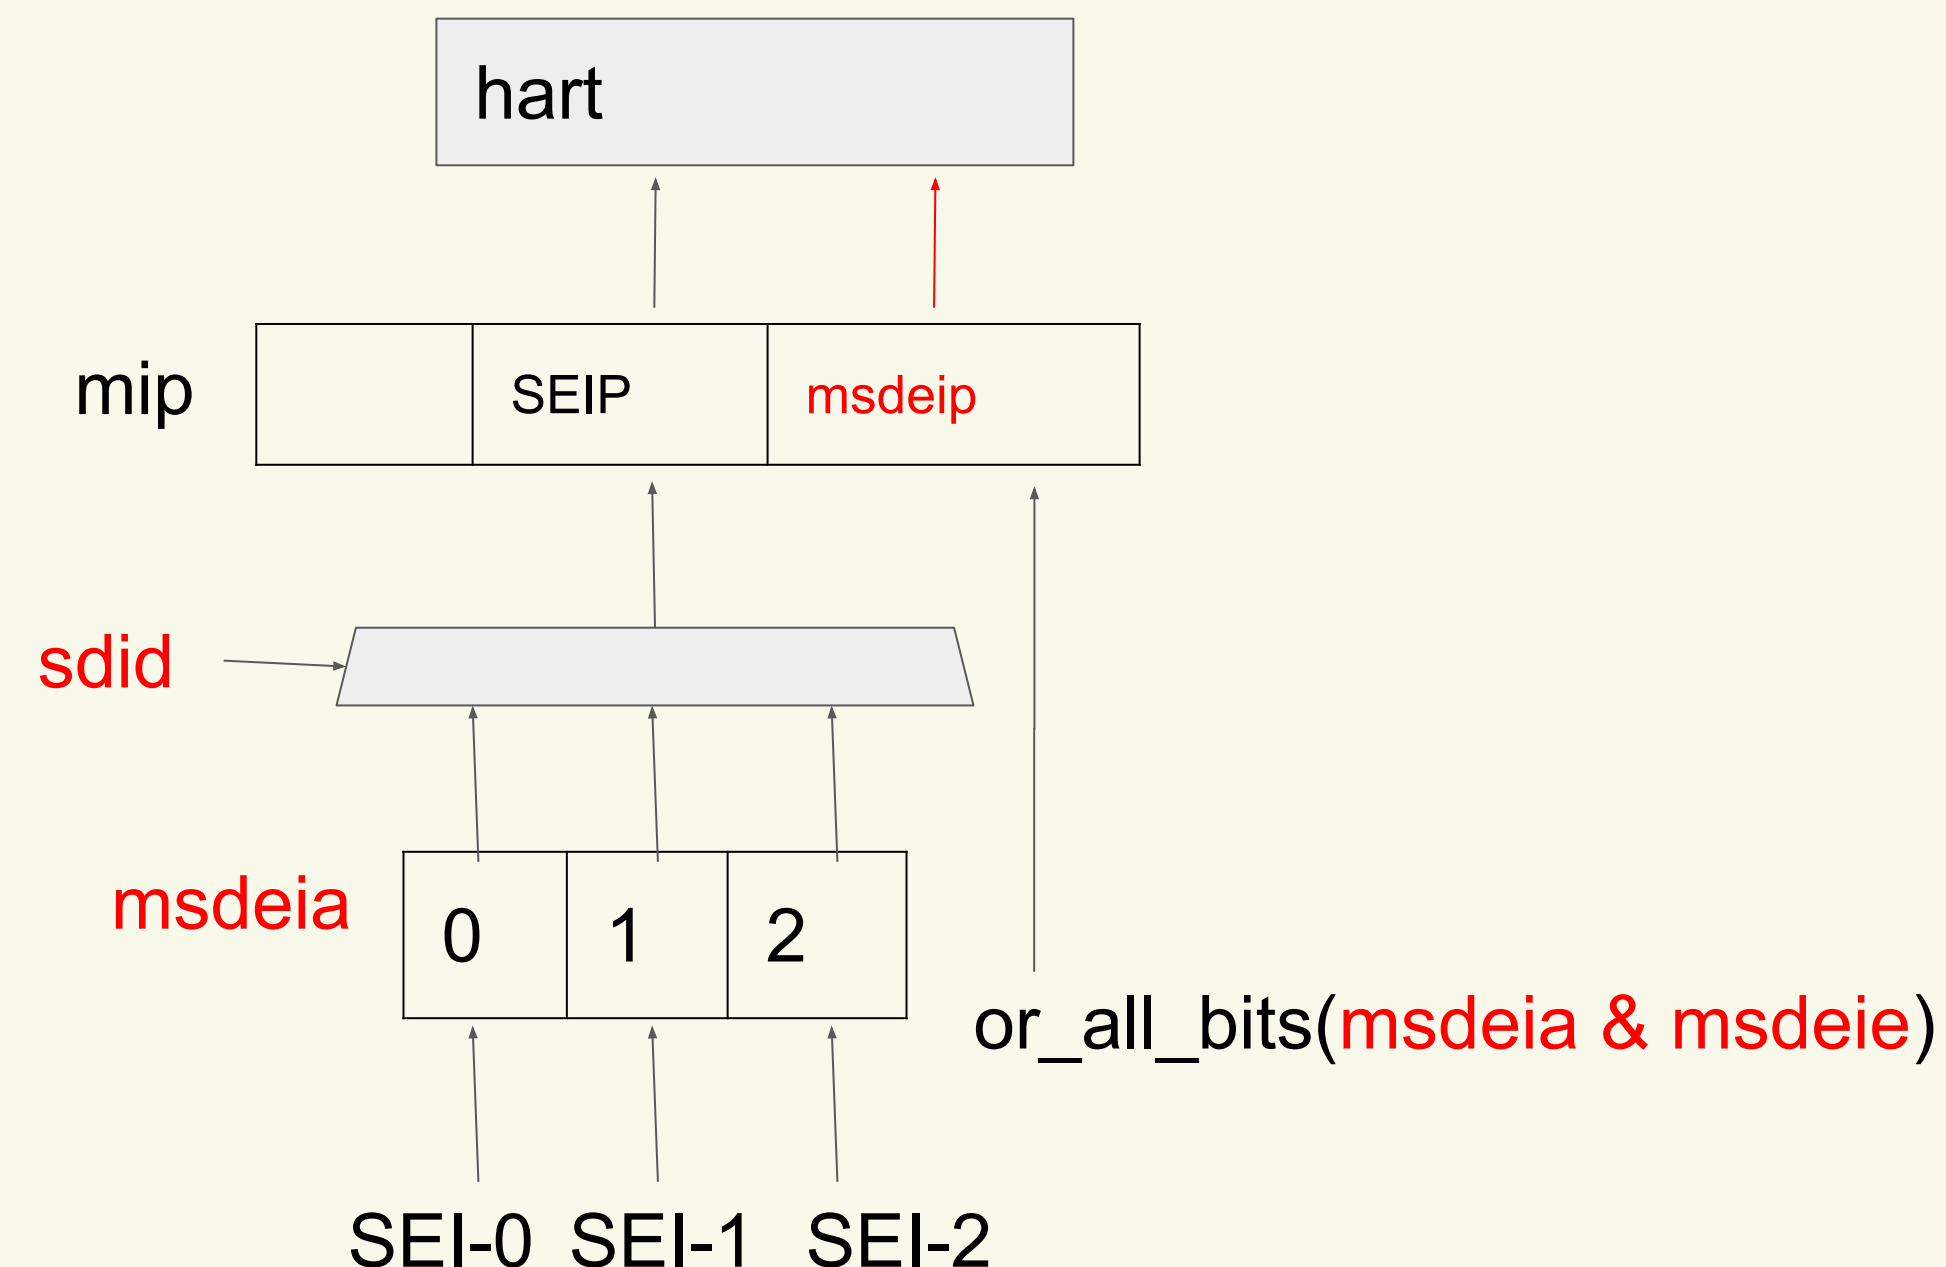 hart
mip SEIP msdeip
sdid
msdeia 0 1 2
or_all_bits(msdeia & msdeie)
SEI-0 SEI-1 SEI-2